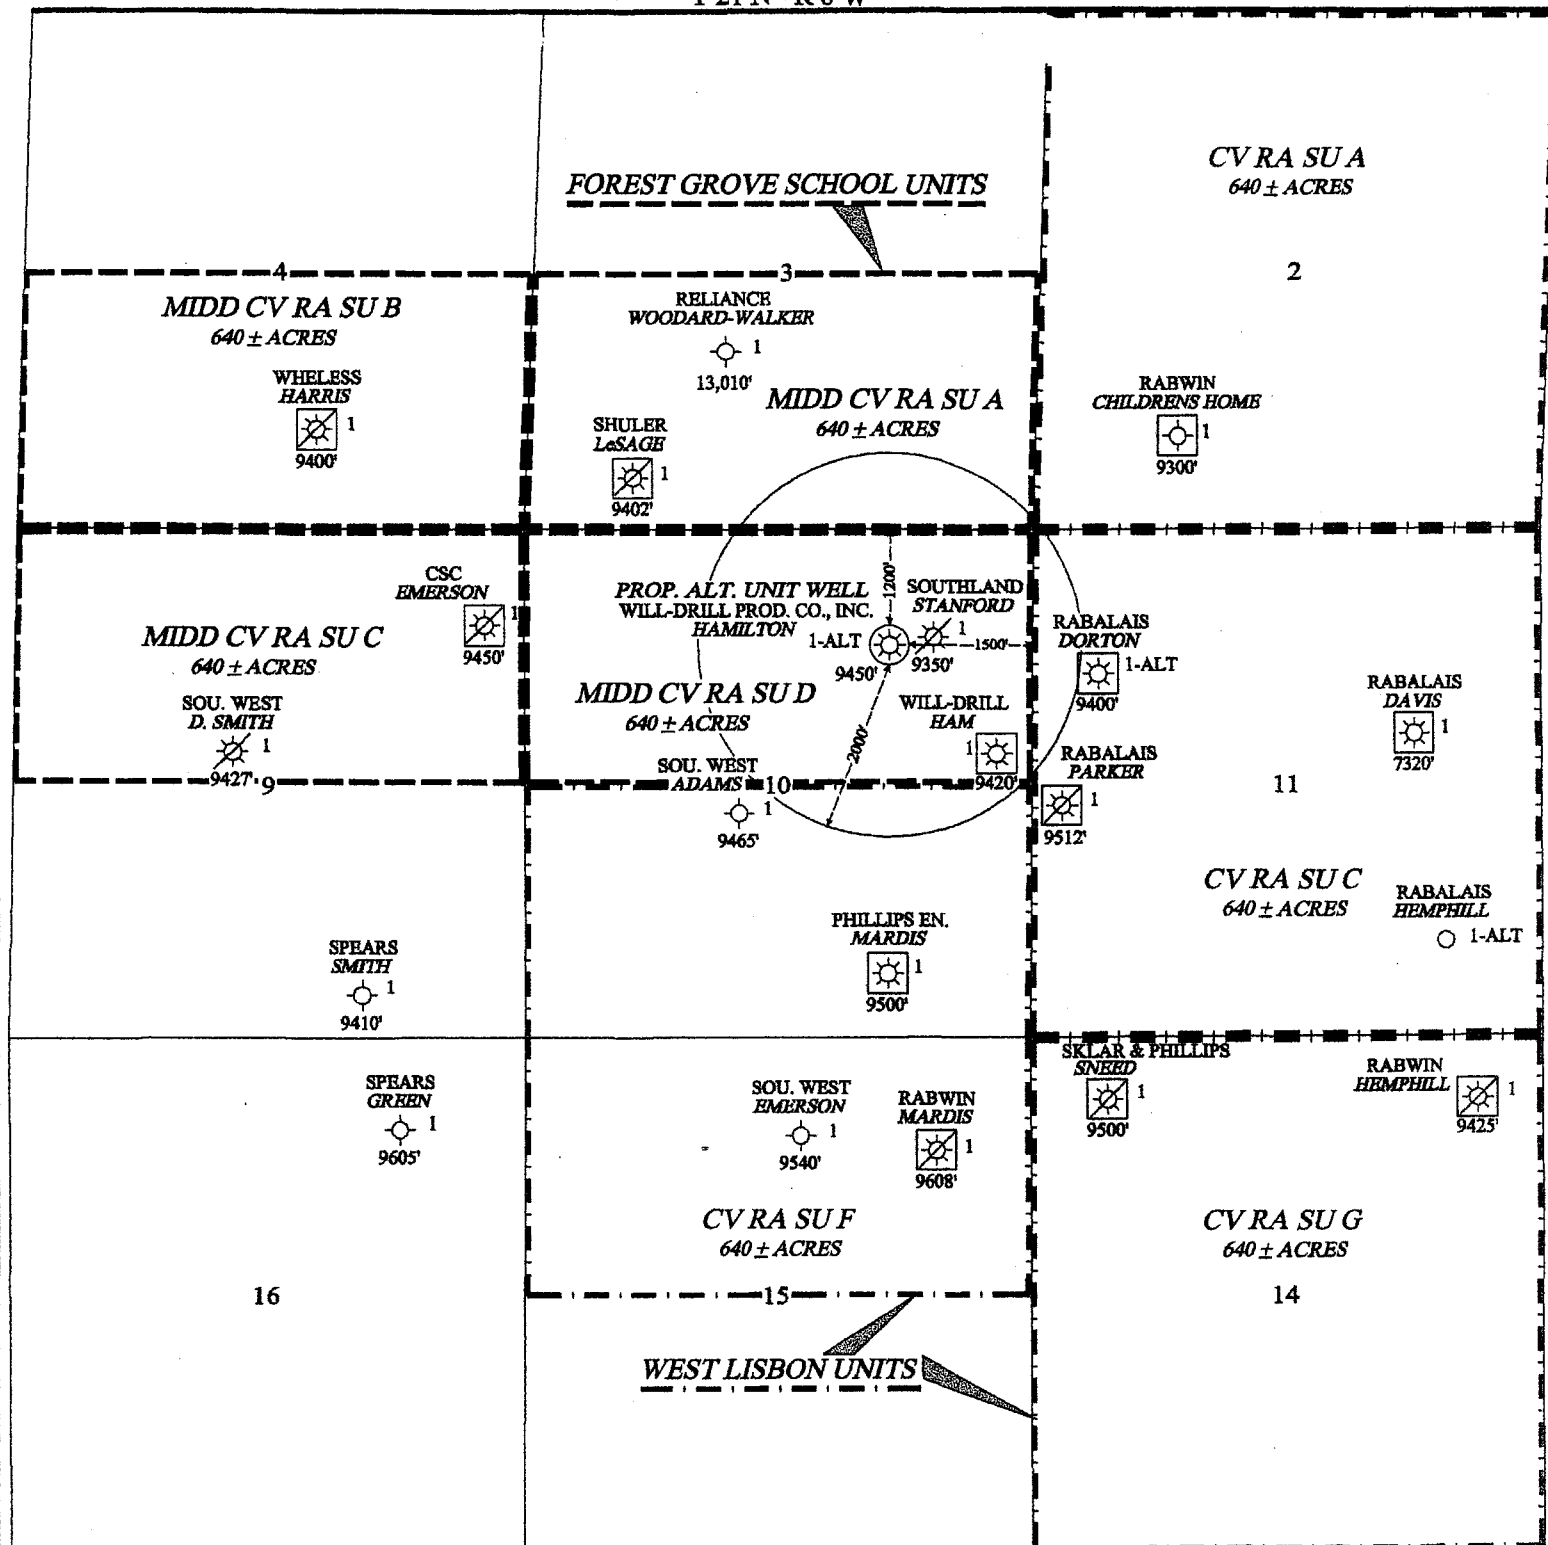 CV RA SU A
640 ± ACRES
FOREST GROVE SCHOOL UNITS
4
3
2
MIDD CV RA SU B
640 ± ACRES
WHELESS
HARRIS
1
9400'
RELIANCE
WOODARD-WALKER
1
13,010'
MIDD CV RA SU A
640 ± ACRES
SHULER
LeSAGE
1
9402'
RABWIN
CHILDRENS HOME
1
9300'
CSC
EMERSON
1
9450'
MIDD CV RA SU C
640 ± ACRES
SOU. WEST
D. SMITH
1
9427'
9
PROP. ALT. UNIT WELL
WILL-DRILL PROD. CO., INC.
HAMILTON
1-ALT
9450'
1200'
SOUTHLAND
STANFORD
1
9350'
1500'
2000'
MIDD CV RA SU D
640 ± ACRES
WILL-DRILL
HAM
1
9420'
SOU. WEST
ADAMS
1
9465'
10
RABALAIS
DORTON
1-ALT
9400'
RABALAIS
DAVIS
1
7320'
RABALAIS
PARKER
1
9512'
11
CV RA SU C
640 ± ACRES
RABALAIS
HEMPHILL
1-ALT
PHILLIPS EN.
MARDIS
1
9500'
SPEARS
SMITH
1
9410'
SPEARS
GREEN
1
9605'
SOU. WEST
EMERSON
1
9540'
RABWIN
MARDIS
1
9608'
SKLAR & PHILLIPS
SNEED
1
9500'
RABWIN
HEMPHILL
1
9425'
CV RA SU F
640 ± ACRES
CV RA SU G
640 ± ACRES
16
15
14
WEST LISBON UNITS